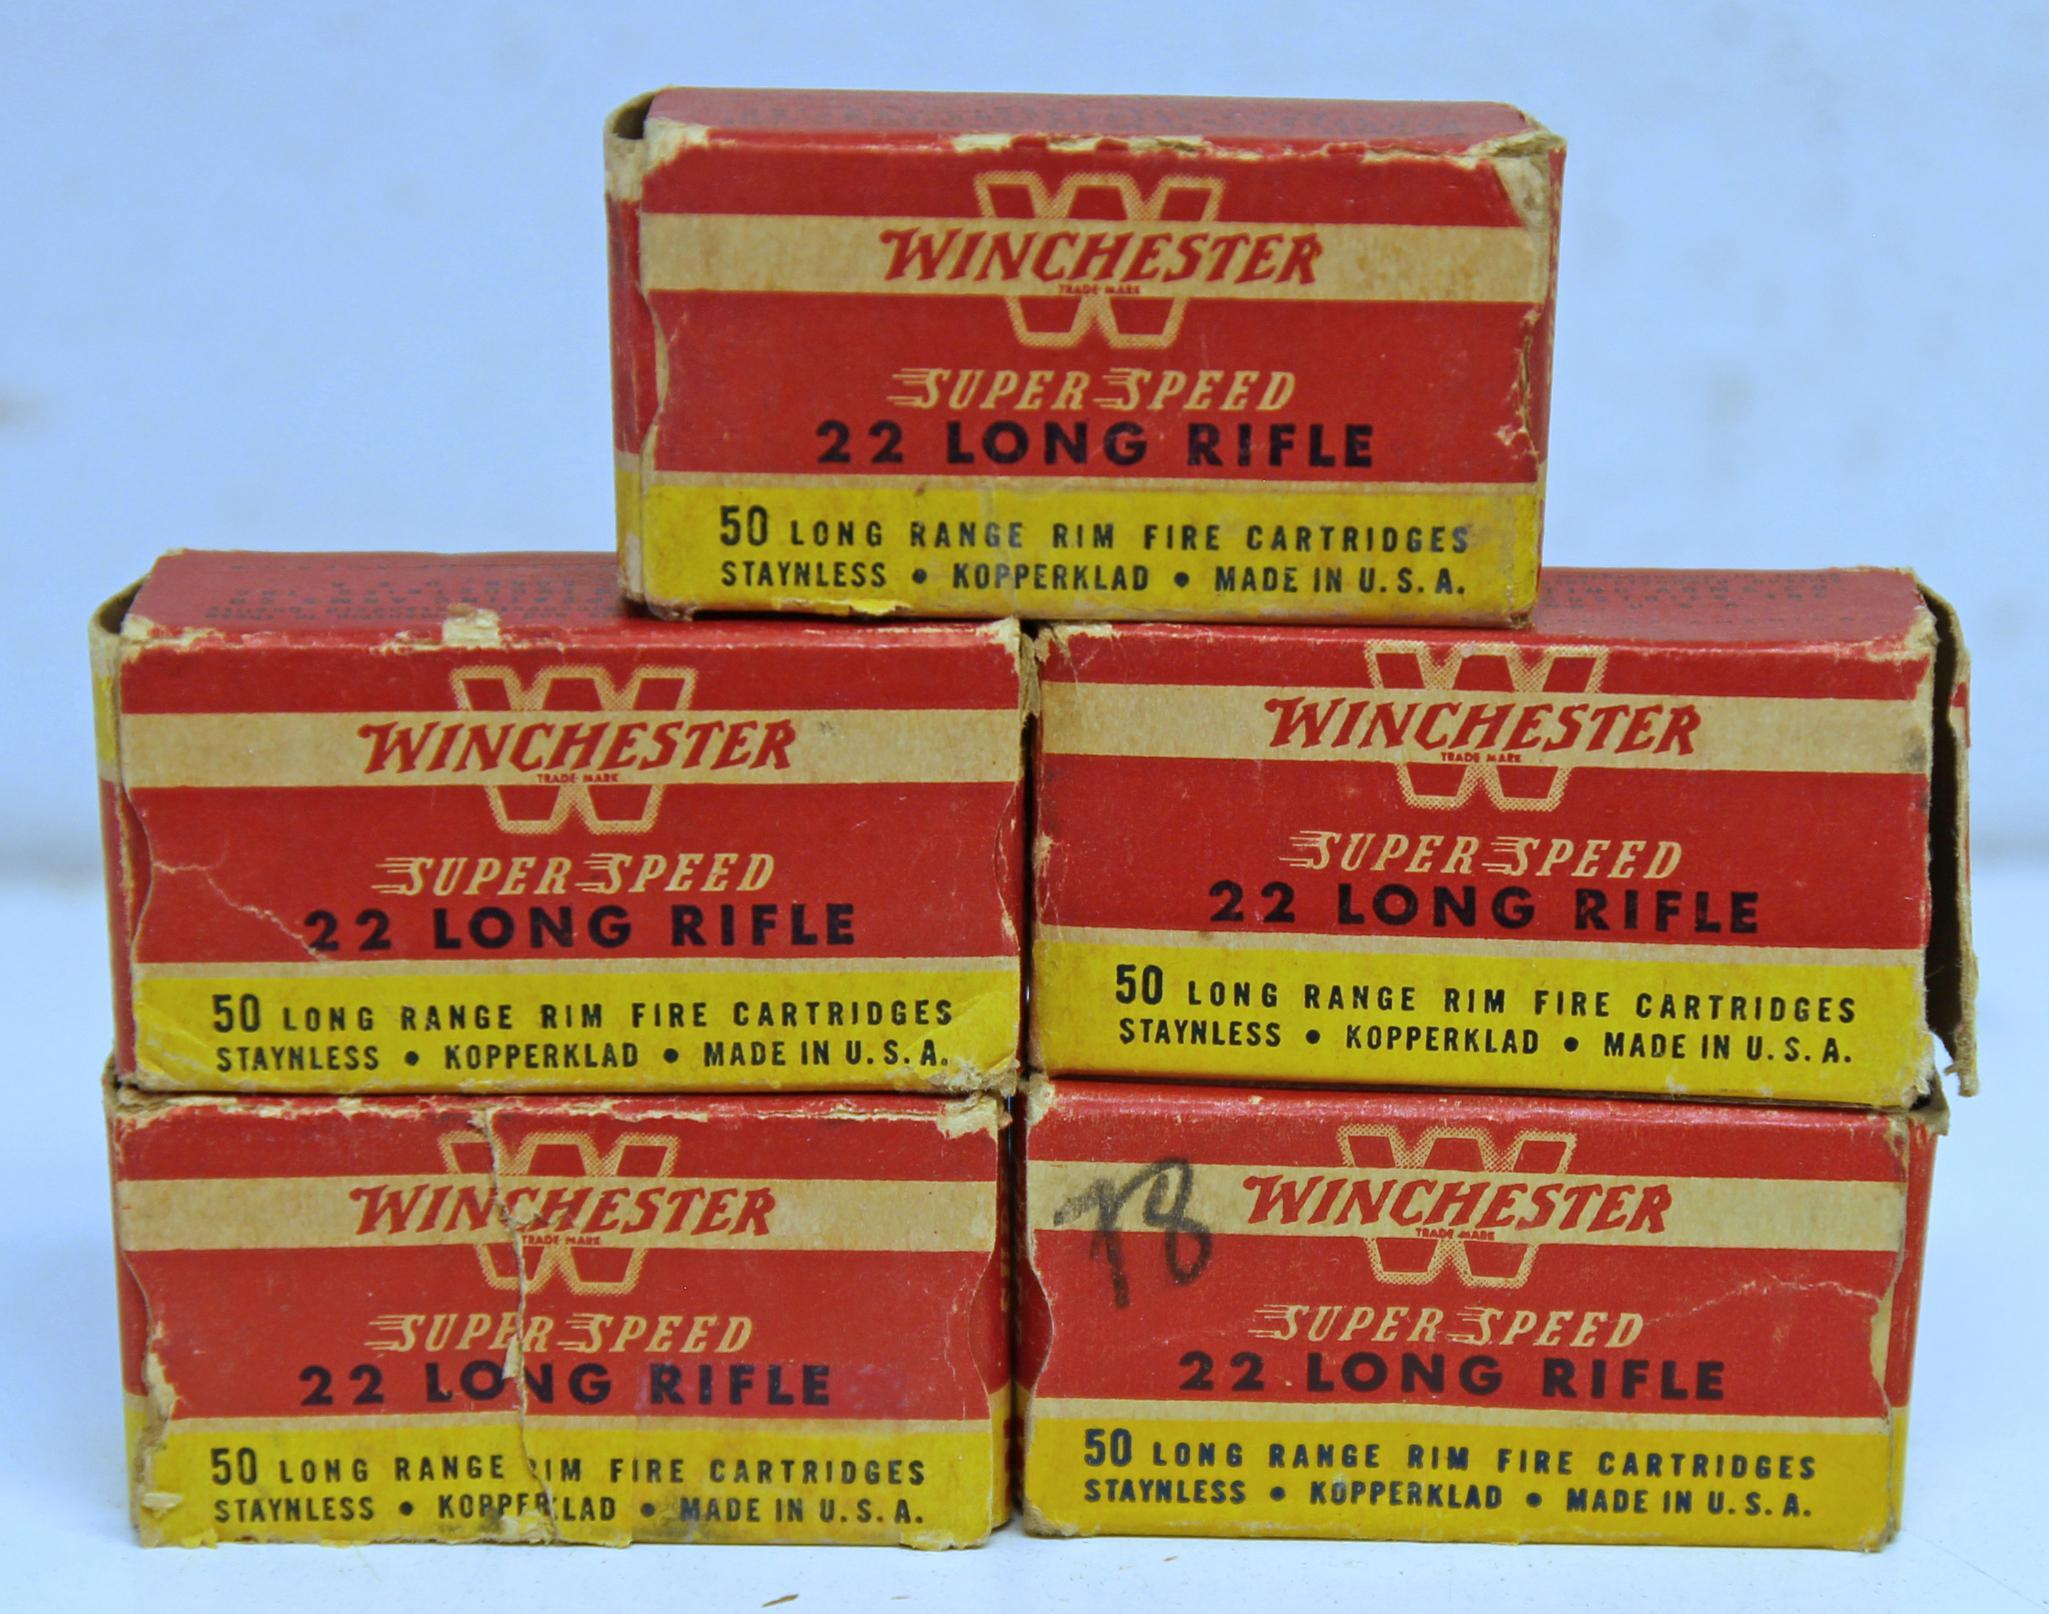 WINCHESTER
TRADE MARK
SUPER SPEED
22 LONG RIFLE
50 LONG RANGE RIM FIRE CARTRIDGES
STAYNLESS • KOPPERKLAD • MADE IN U.S.A.
WINCHESTER
TRADE MARK
SUPER SPEED
22 LONG RIFLE
50 LONG RANGE RIM FIRE CARTRIDGES
STAYNLESS • KOPPERKLAD • MADE IN U.S.A.
WINCHESTER
TRADE MARK
SUPER SPEED
22 LONG RIFLE
50 LONG RANGE RIM FIRE CARTRIDGES
STAYNLESS • KOPPERKLAD • MADE IN U.S.A.
WINCHESTER
TRADE MARK
SUPER SPEED
22 LONG RIFLE
50 LONG RANGE RIM FIRE CARTRIDGES
STAYNLESS • KOPPERKLAD • MADE IN U.S.A.
78
WINCHESTER
TRADE MARK
SUPER SPEED
22 LONG RIFLE
50 LONG RANGE RIM FIRE CARTRIDGES
STAYNLESS • KOPPERKLAD • MADE IN U.S.A.